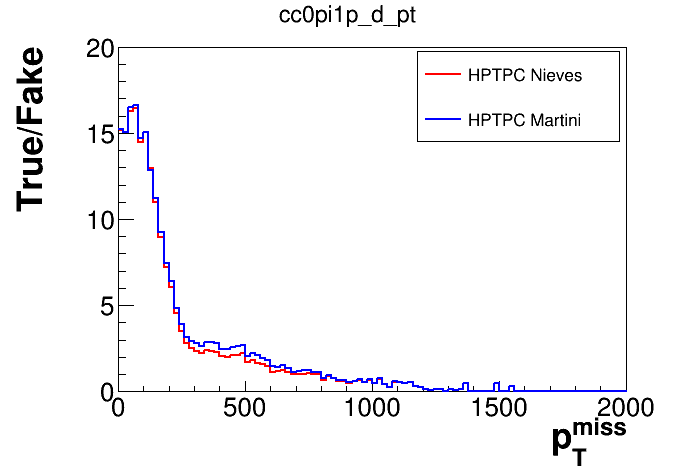 cc0pi1p_d_pt
True/Fake
20
15
10
5
0
HPTPC Nieves
HPTPC Martini
0 500 1000 1500 2000
p_T^miss